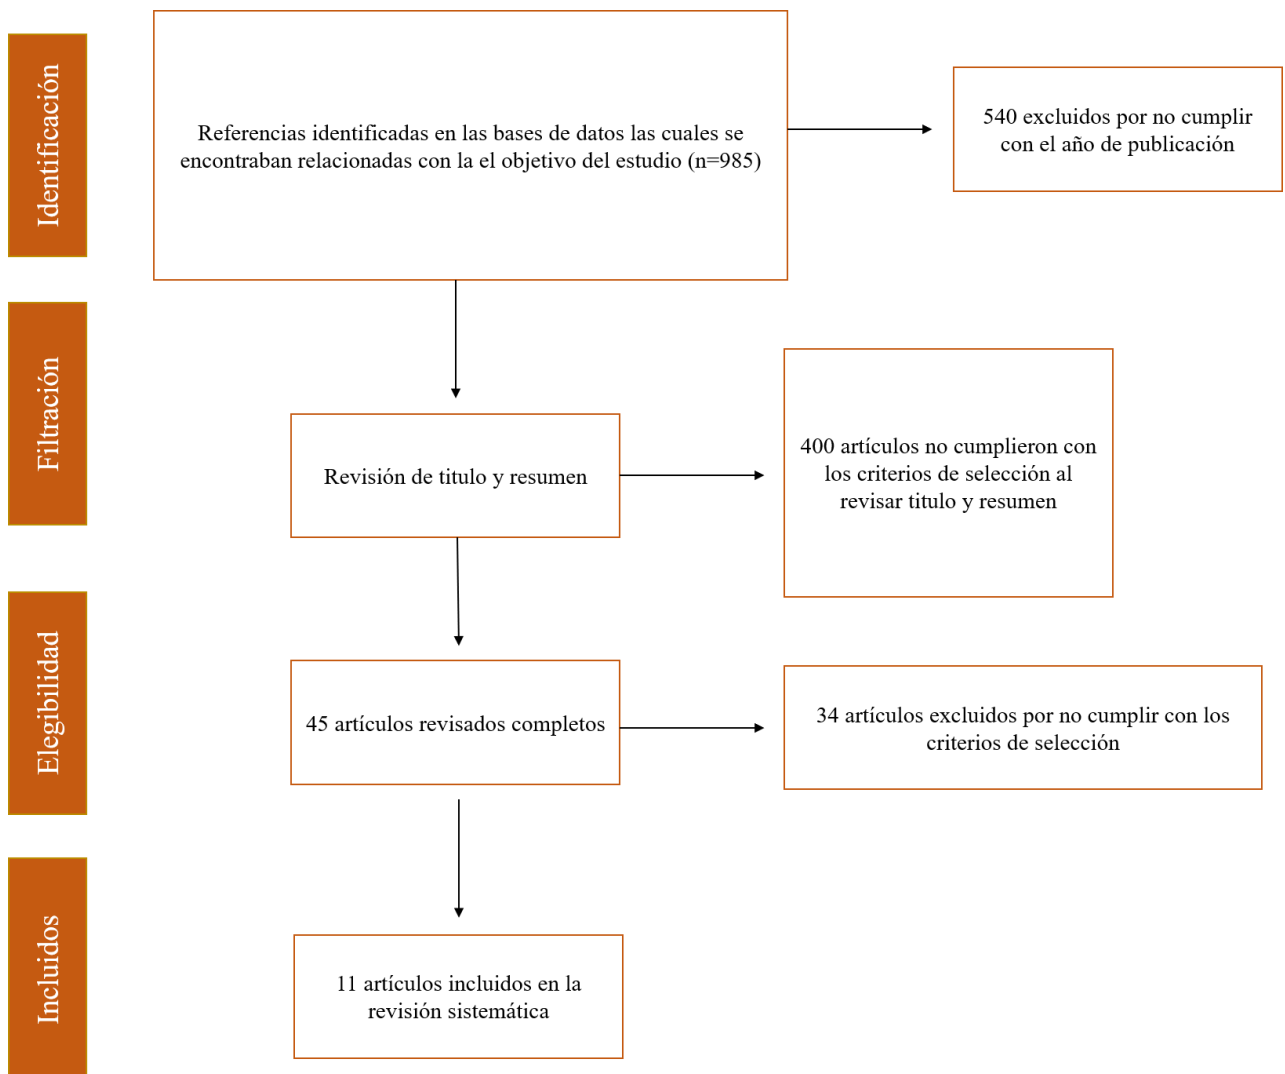 Identificación
Referencias identificadas en las bases de datos las cuales se
encontraban relacionadas con la el objetivo del estudio (n=985)
540 excluidos por no cumplir
con el año de publicación
Filtración
Revisión de titulo y resumen
400 artículos no cumplieron con
los criterios de selección al
revisar titulo y resumen
Elegibilidad
45 artículos revisados completos
34 artículos excluidos por no cumplir con los
criterios de selección
Incluidos
11 artículos incluidos en la
revisión sistemática